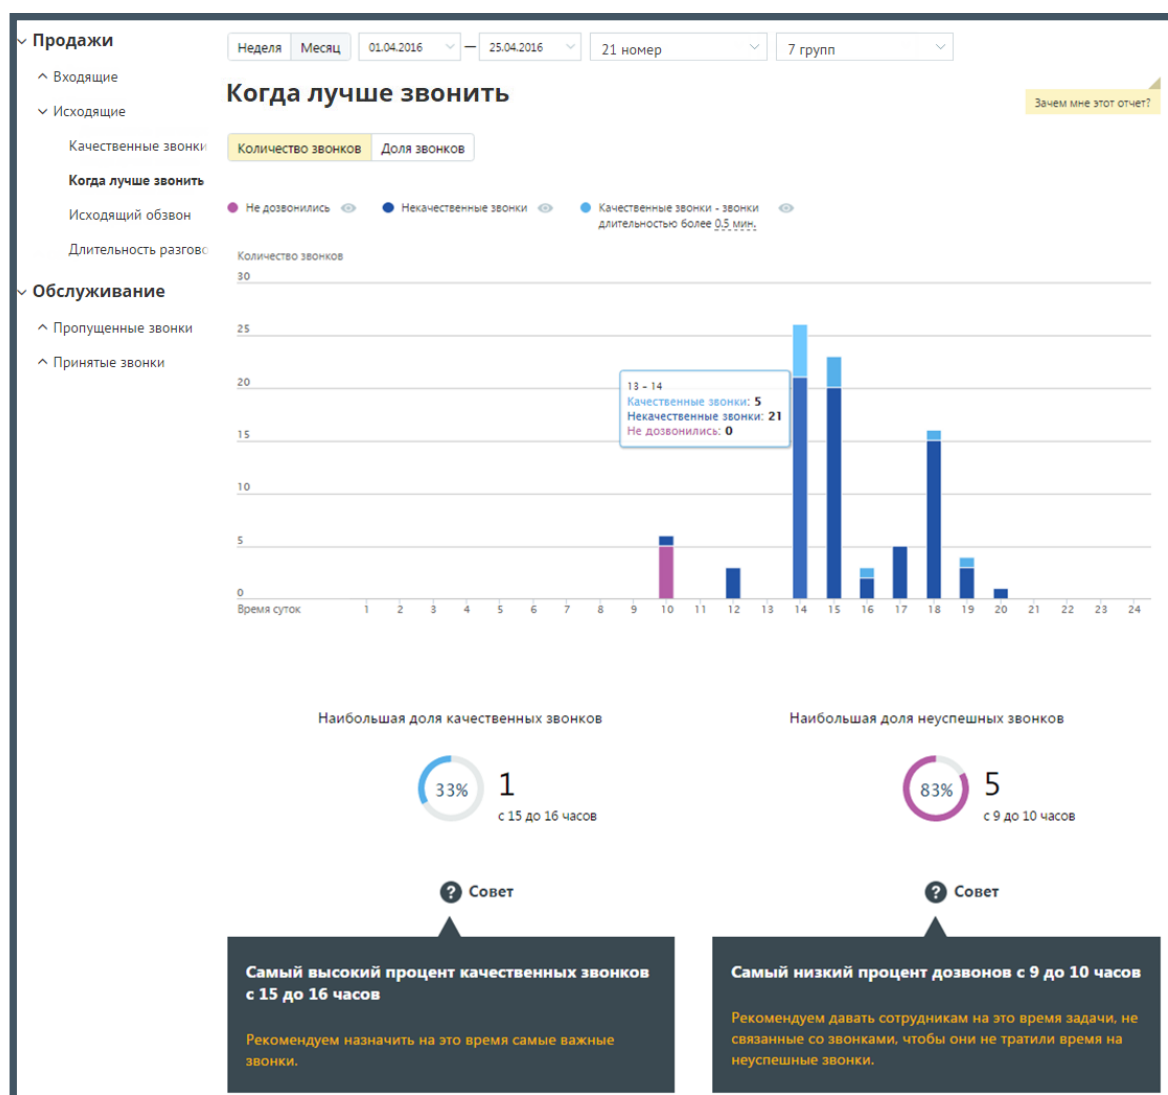 Продажи
Входящие
Исходящие
Качественные звонки
Когда лучше звонить
Исходящий обзвон
Длительность разгово
Обслуживание
Пропущенные звонки
Принятые звонки
Неделя Месяц 01.04.2016 — 25.04.2016 21 номер 7 групп
Когда лучше звонить
Зачем мне этот отчет?
Количество звонков Доля звонков
Не дозвонились Некачественные звонки Качественные звонки - звонки
длительностью более 0.5 мин.
Количество звонков
30
25
20
15
10
5
0
13 – 14
Качественные звонки: 5
Некачественные звонки: 21
Не дозвонились: 0
Время суток 1 2 3 4 5 6 7 8 9 10 11 12 13 14 15 16 17 18 19 20 21 22 23 24
Наибольшая доля качественных звонков
33% 1
с 15 до 16 часов
? Совет
Самый высокий процент качественных звонков
с 15 до 16 часов
Рекомендуем назначить на это время самые важные
звонки.
Наибольшая доля неуспешных звонков
83% 5
с 9 до 10 часов
? Совет
Самый низкий процент дозвонов с 9 до 10 часов
Рекомендуем давать сотрудникам на это время задачи, не
связанные со звонками, чтобы они не тратили время на
неуспешные звонки.